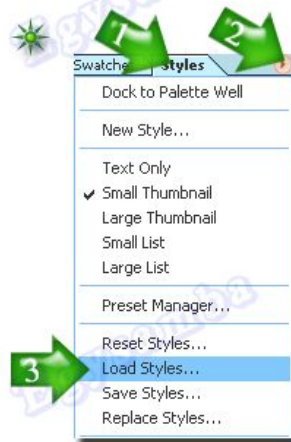 1
2
Swatche
Styles
Dock to Palette Well
New Style...
Text Only
Small Thumbnail
Large Thumbnail
Small List
Large List
Preset Manager...
Reset Styles...
3
Load Styles...
Save Styles...
Replace Styles...